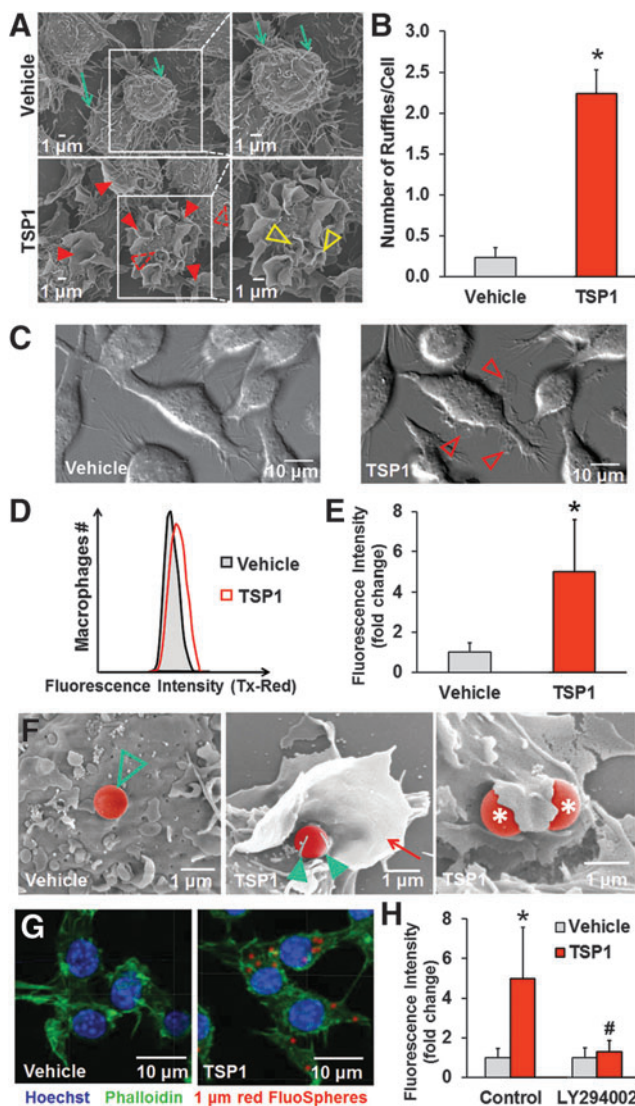 A
Vehicle
1 µm
1 µm
TSP1
1 µm
1 µm
B
Number of Ruffles/Cell
3.0
2.5
2.0
1.5
1.0
0.5
0.0
*
Vehicle TSP1
C
Vehicle
10 µm
TSP1
10 µm
D
Macrophages #
Vehicle
TSP1
Fluorescence Intensity (Tx-Red)
E
Fluorescence Intensity
(fold change)
8
6
4
2
0
*
Vehicle TSP1
F
Vehicle
1 µm
TSP1
1 µm
* *
TSP1
1 µm
G
Vehicle
10 µm
TSP1
10 µm
Hoechst Phalloidin 1 µm red FluoSpheres
H
Fluorescence Intensity
(fold change)
8
6
4
2
0
Vehicle
TSP1
*
#
Control LY294002